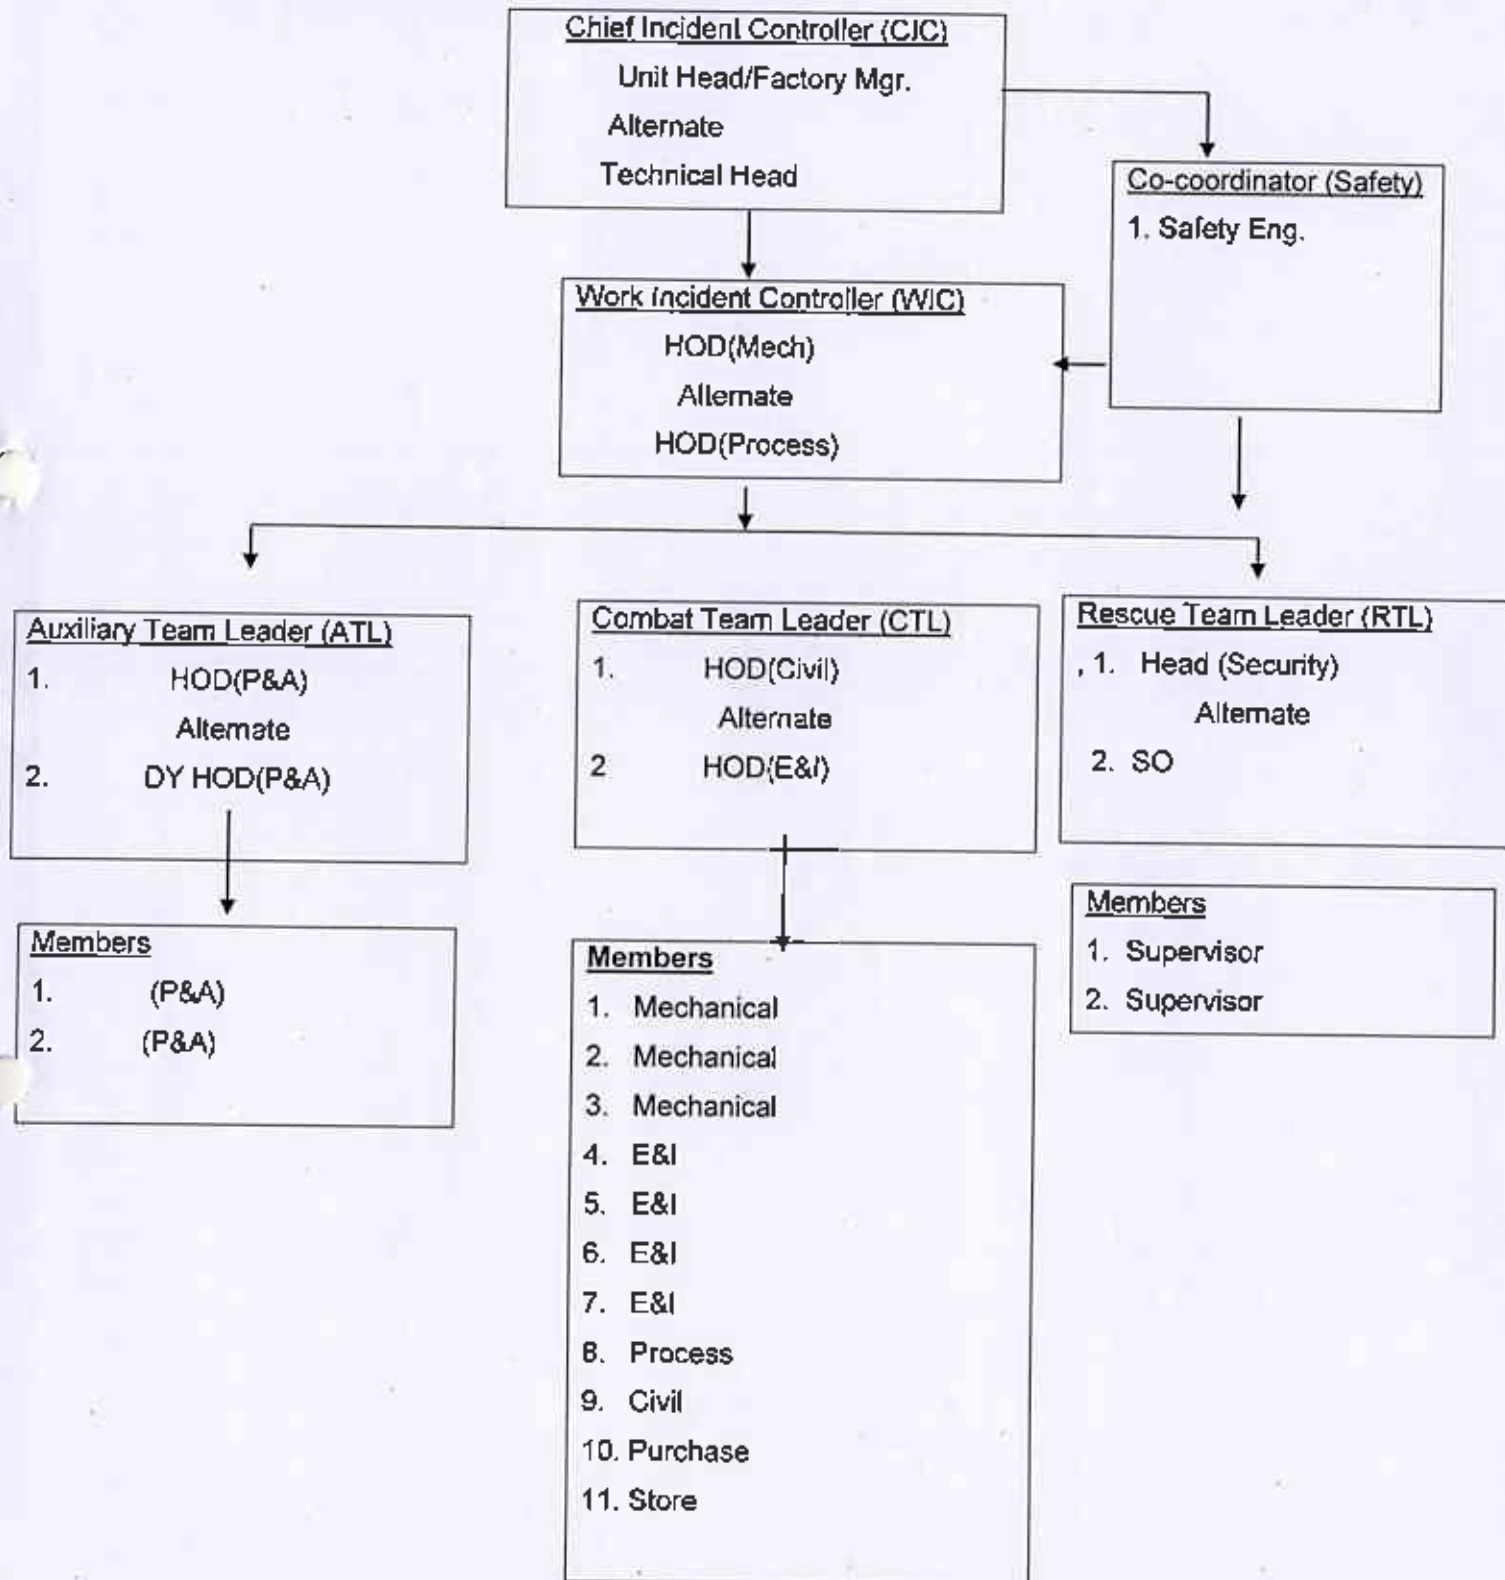 Chief Incident Controller (CIC)
Unit Head/Factory Mgr.
Alternate
Technical Head
Co-coordinator (Safety)
1. Safety Eng.
Work Incident Controller (WIC)
HOD(Mech)
Alternate
HOD(Process)
Auxiliary Team Leader (ATL)
1. HOD(P&A)
Alternate
2. DY HOD(P&A)
Combat Team Leader (CTL)
1. HOD(Civil)
Alternate
2 HOD(E&I)
Rescue Team Leader (RTL)
, 1. Head (Security)
Alternate
2. SO
Members
1. (P&A)
2. (P&A)
Members
1. Mechanical
2. Mechanical
3. Mechanical
4. E&I
5. E&I
6. E&I
7. E&I
8. Process
9. Civil
10. Purchase
11. Store
Members
1. Supervisor
2. Supervisor